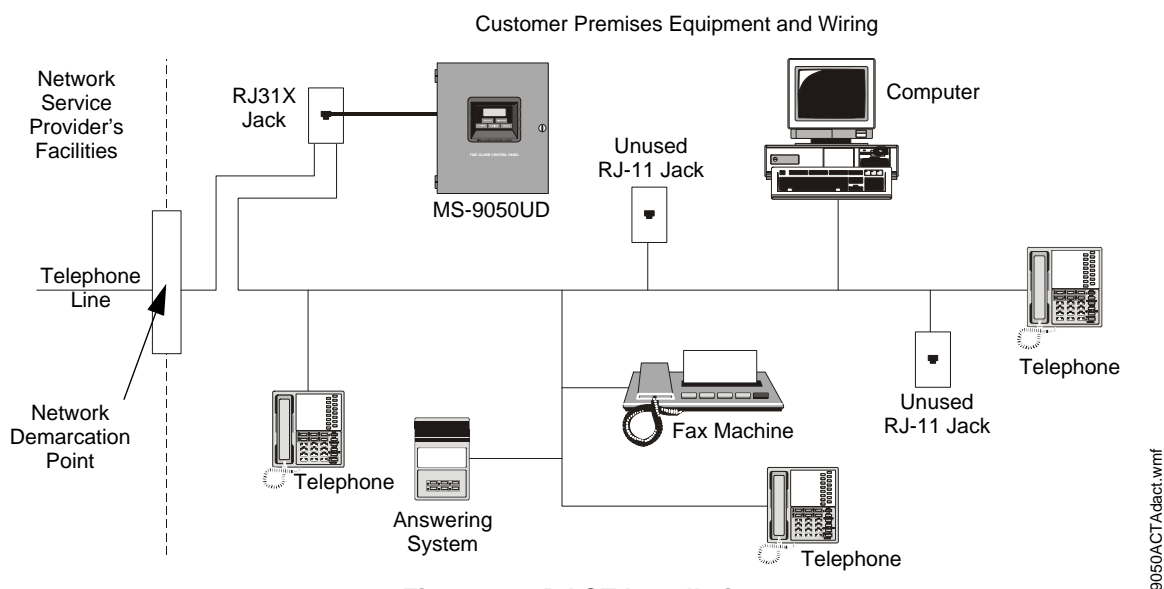 Customer Premises Equipment and Wiring
Network
Service
Provider's
Facilities
RJ31X
Jack
MS-9050UD
Unused
RJ-11 Jack
Computer
Telephone
Line
Network
Demarcation
Point
Telephone
Answering
System
Fax Machine
Telephone
Unused
RJ-11 Jack
Telephone
9050ACTAdact.wmf